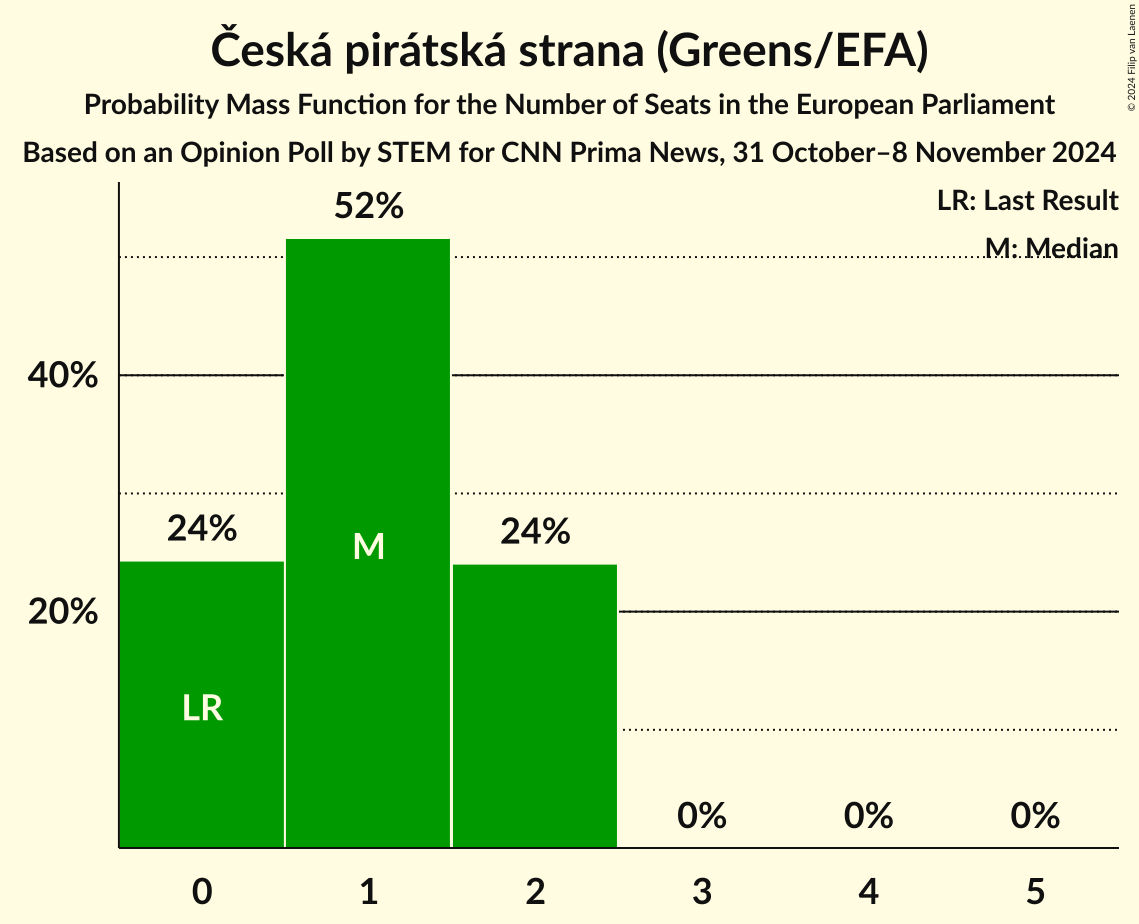 Česká pirátská strana (Greens/EFA)
Probability Mass Function for the Number of Seats in the European Parliament
Based on an Opinion Poll by STEM for CNN Prima News, 31 October–8 November 2024
© 2024 Filip van Laenen
LR: Last Result
M: Median
52%
40%
24%
M
24%
20%
LR
0%
0%
0%
0
1
2
3
4
5